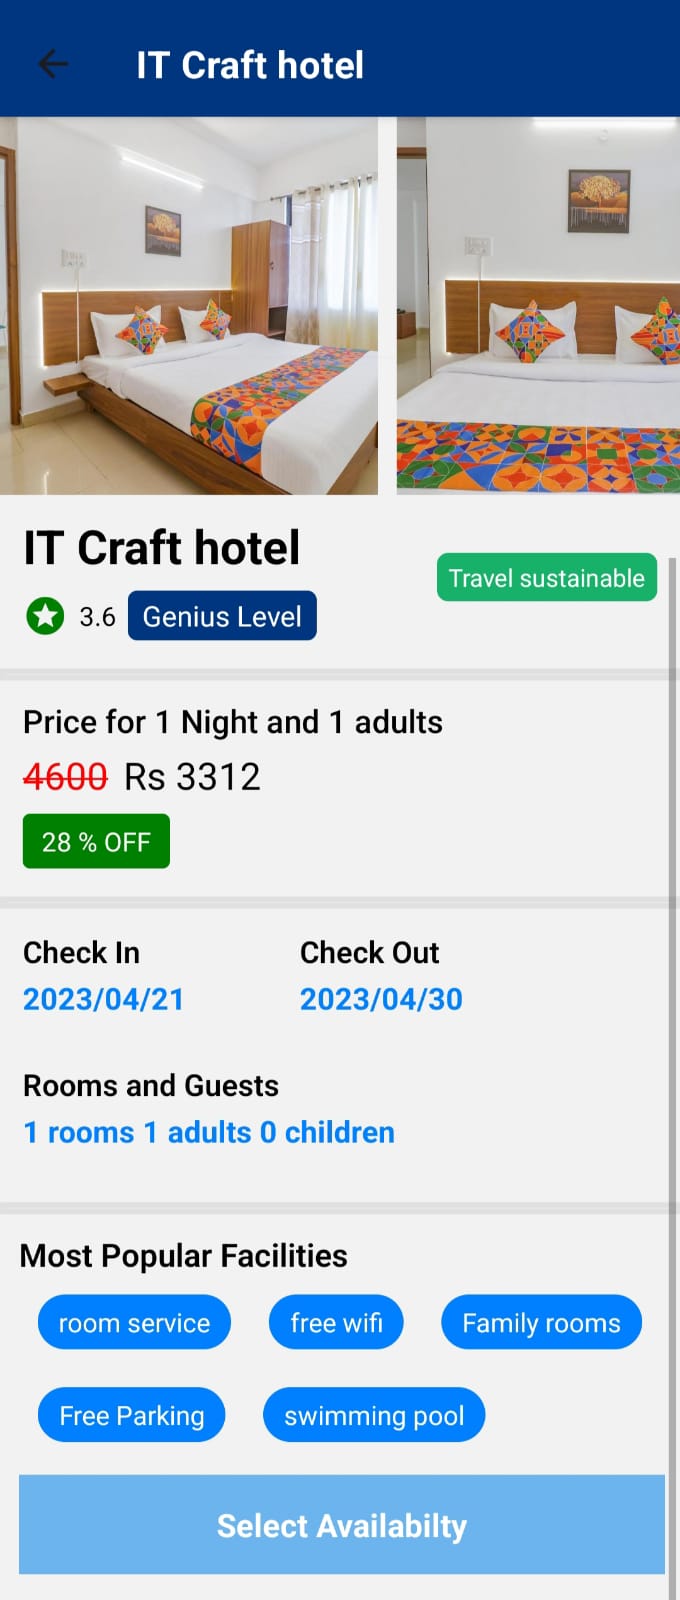 IT Craft hotel
IT Craft hotel
Travel sustainable
3.6 Genius Level
Price for 1 Night and 1 adults
4600 Rs 3312
28 % OFF
Check In Check Out
2023/04/21 2023/04/30
Rooms and Guests
1 rooms 1 adults 0 children
Most Popular Facilities
room service free wifi Family rooms
Free Parking swimming pool
Select Availabilty